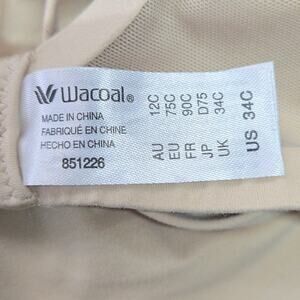 Wacoal®
MADE IN CHINA
FABRIQUÉ EN CHINE
HECHO EN CHINA
851226
AU 12C
EU 75C
FR 90C
JP D75
UK 34C
US 34C